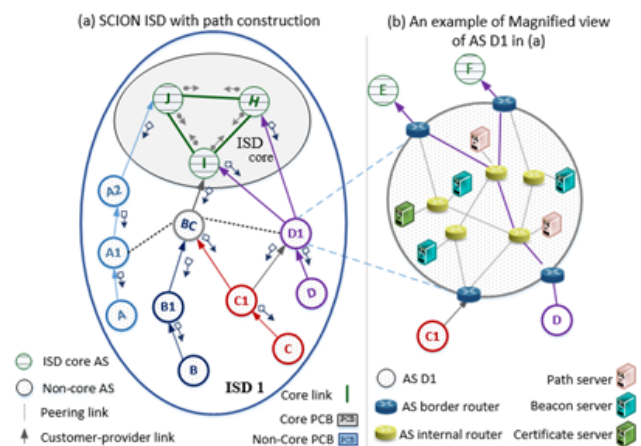 (a) SCION ISD with path construction
(b) An example of Magnified view
of AS D1 in (a)
J
H
I
ISD
core
A2
A1
A
BC
B1
B
C1
C
D1
D
ISD 1
E
F
C1
D
ISD core AS
Non-core AS
Peering link
Customer-provider link
Core link
Core PCB
PCB
Non-Core PCB
AS D1
AS border router
AS internal router
Path server
Beacon server
Certificate server